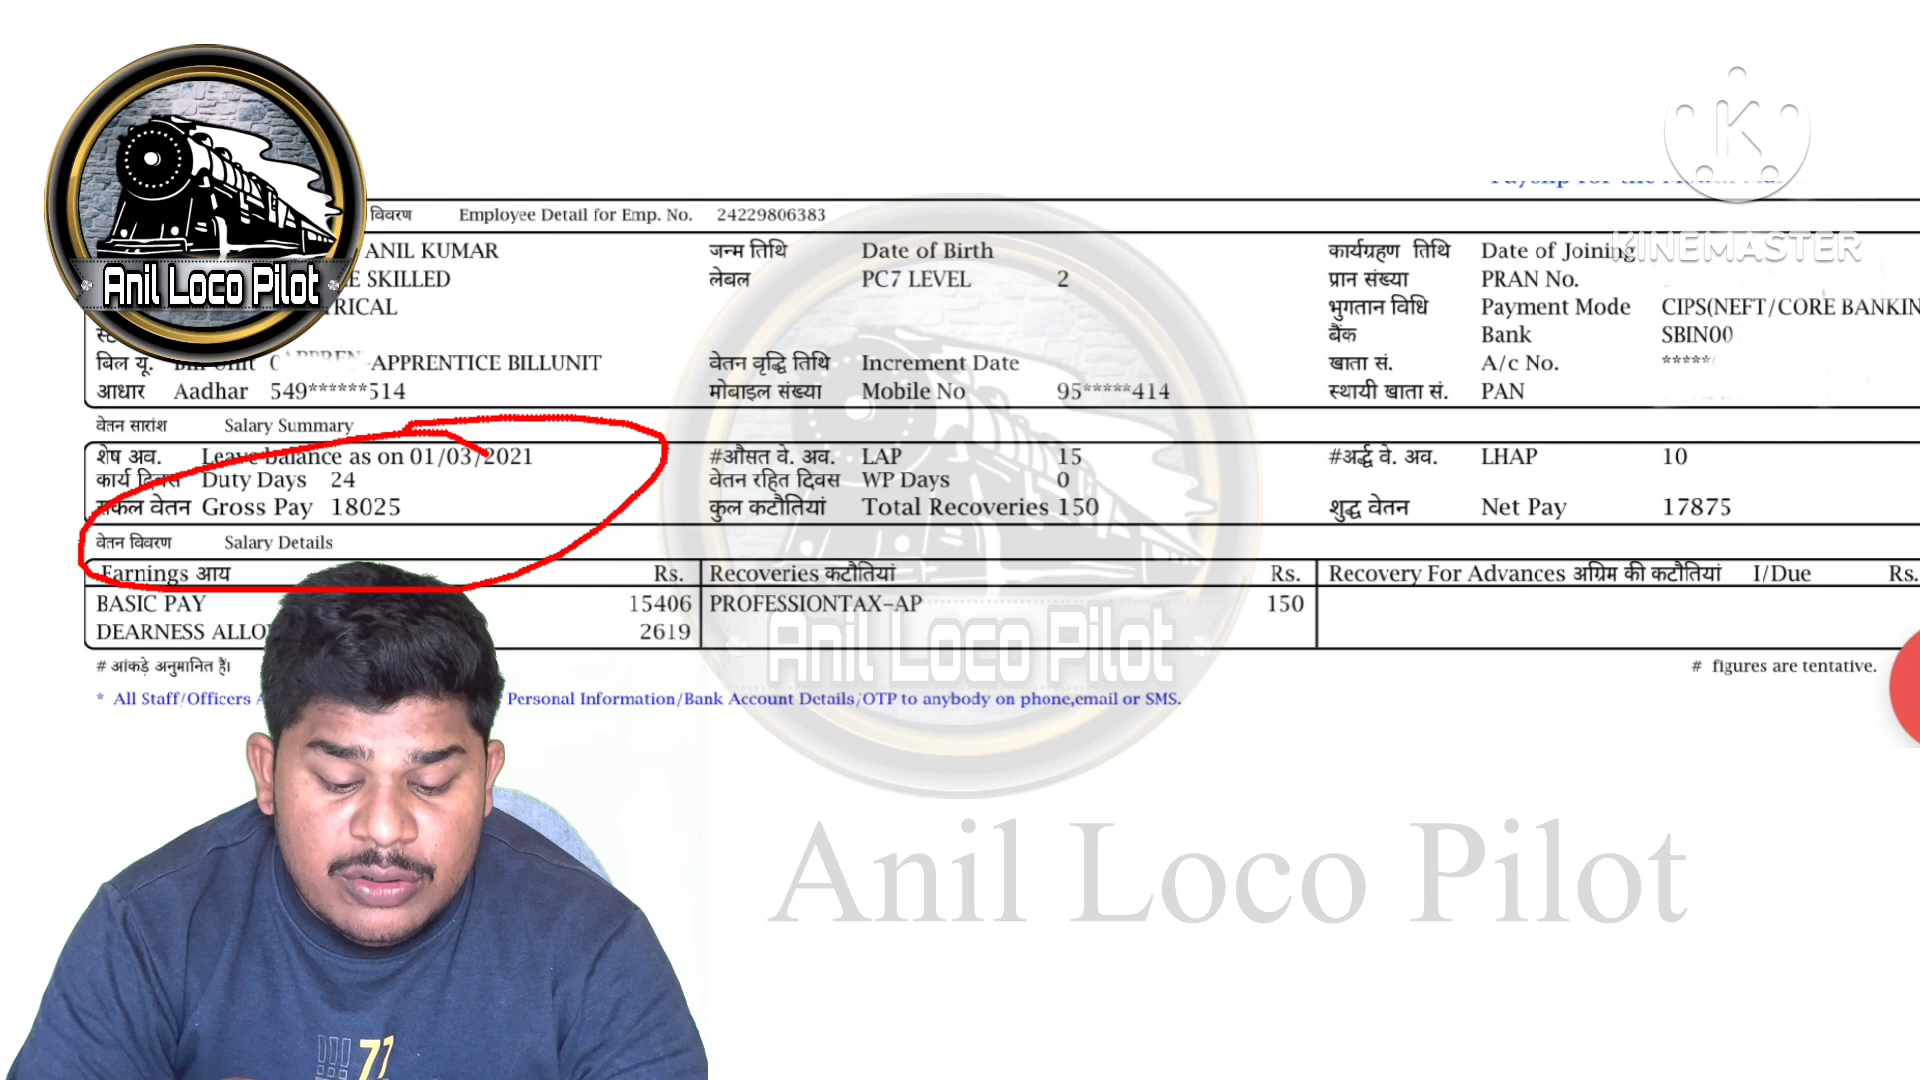 विवरण Employee Detail for Emp. No. 24229806383
ANIL KUMAR जन्म तिथि Date of Birth कार्यग्रहण तिथि Date of Joining
SKILLED लेबल PC7 LEVEL 2 प्रान संख्या PRAN No.
भुगतान विधि Payment Mode CIPS(NEFT/CORE BANKIN
बैंक Bank SBIN00
बिल यू. -APPRENTICE BILLUNIT वेतन वृद्धि तिथि Increment Date खाता सं. A/c No. *****
आधार Aadhar 549******514 मोबाइल संख्या Mobile No 95*****414 स्थायी खाता सं. PAN
वेतन सारांश Salary Summary
शेष अव. Leave balance as on 01/03/2021 #औसत वे. अव. LAP 15 #अर्द्ध वे. अव. LHAP 10
कार्य दिवस Duty Days 24 वेतन रहित दिवस WP Days 0
सकल वेतन Gross Pay 18025 कुल कटौतियां Total Recoveries 150 शुद्ध वेतन Net Pay 17875
वेतन विवरण Salary Details
Earnings आय Rs. Recoveries कटौतियां Rs. Recovery For Advances अग्रिम की कटौतियां I/Due Rs.
BASIC PAY 15406 PROFESSIONTAX-AP 150
DEARNESS ALLO 2619
# आंकड़े अनुमानित हैं। # figures are tentative.
* All Staff/Officers Personal Information/Bank Account Details/OTP to anybody on phone,email or SMS.
Anil Loco Pilot
Anil Loco Pilot
Anil Loco Pilot
K
KINEMASTER
77